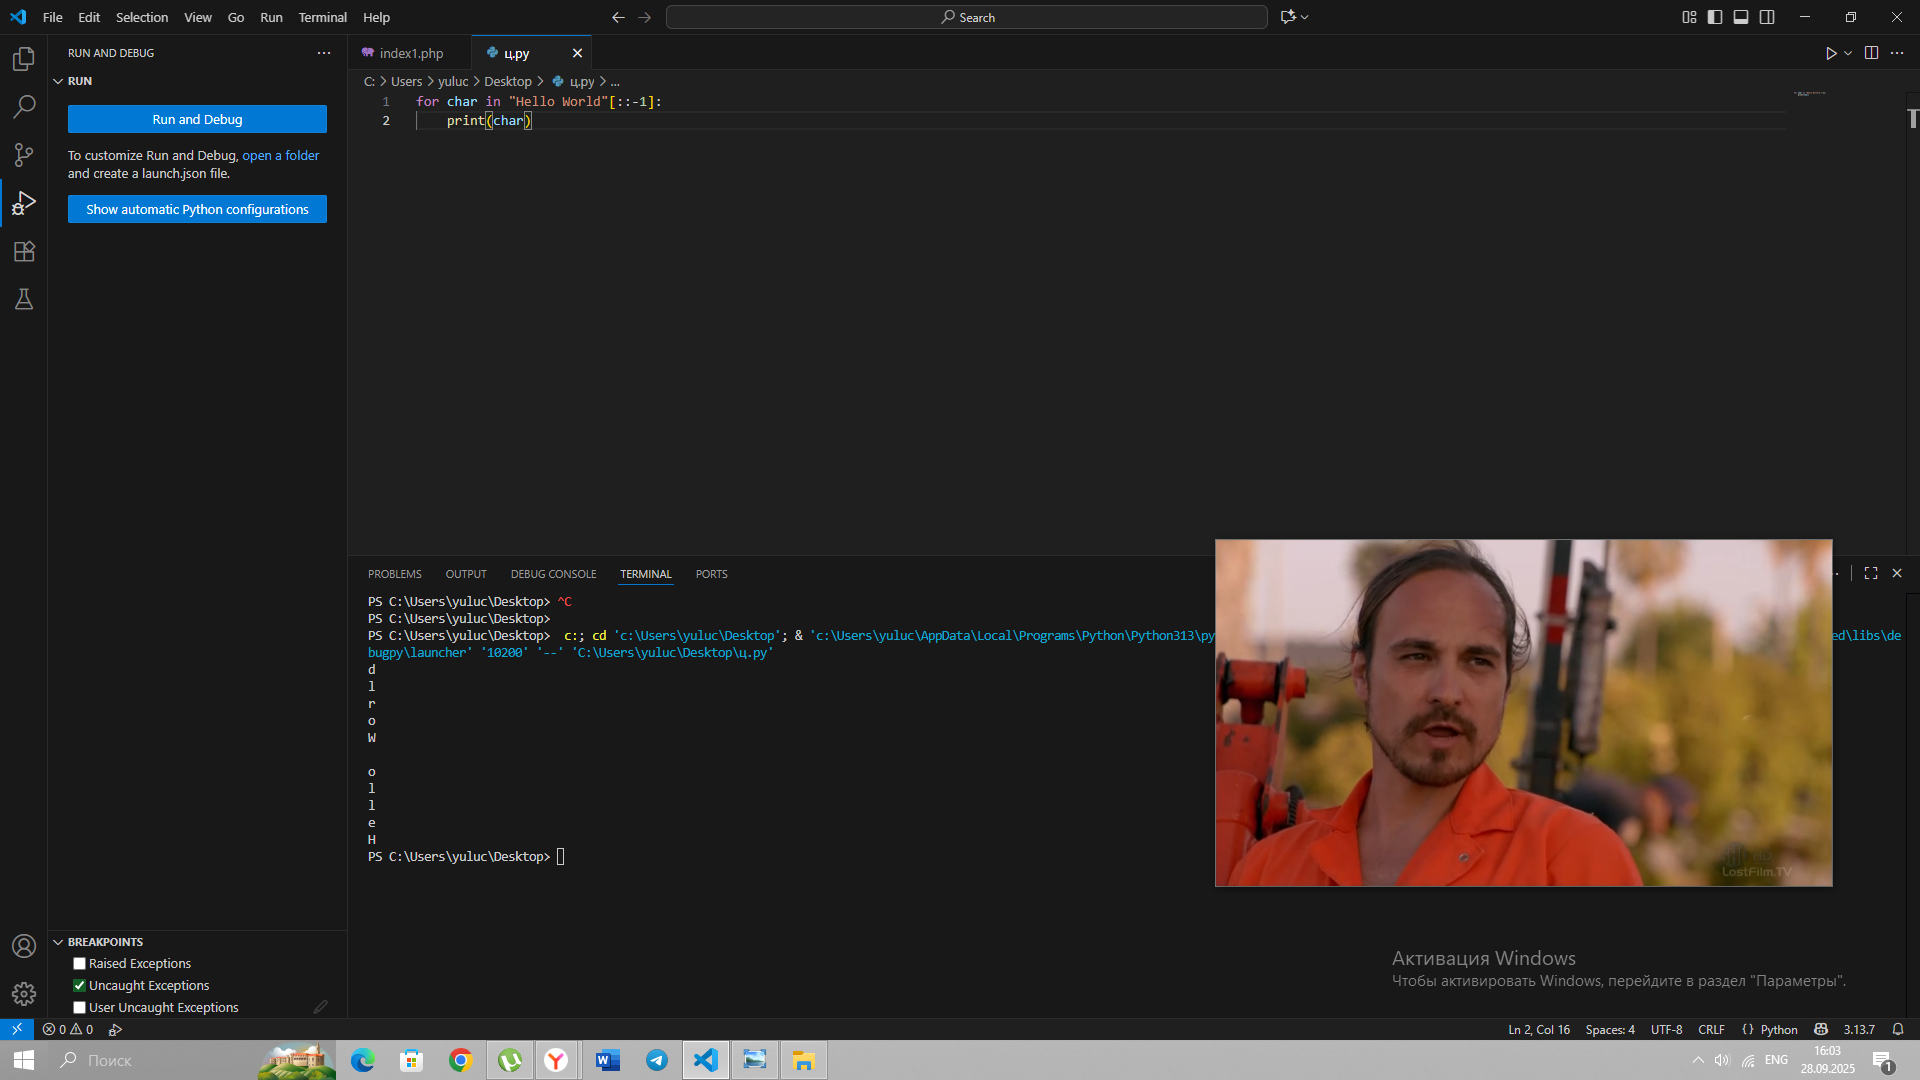 File Edit Selection View Go Run Terminal Help
Search
RUN AND DEBUG
RUN
Run and Debug
To customize Run and Debug, open a folder
and create a launch.json file.
Show automatic Python configurations
index1.php
ц.py
C: > Users > yuluc > Desktop > ц.py > ...
1 for char in "Hello World"[::-1]:
2 print(char)
PROBLEMS OUTPUT DEBUG CONSOLE TERMINAL PORTS
PS C:\Users\yuluc\Desktop> ^C
PS C:\Users\yuluc\Desktop>
PS C:\Users\yuluc\Desktop>  c:; cd 'c:\Users\yuluc\Desktop'; & 'c:\Users\yuluc\AppData\Local\Programs\Python\Python313\py ed\libs\de
bugpy\launcher' '10200' '--' 'C:\Users\yuluc\Desktop\ц.py'
d
l
r
o
W
o
l
l
e
H
PS C:\Users\yuluc\Desktop>
LostFilm.TV
BREAKPOINTS
Raised Exceptions
Uncaught Exceptions
User Uncaught Exceptions
Активация Windows
Чтобы активировать Windows, перейдите в раздел "Параметры".
0 0
Ln 2, Col 16 Spaces: 4 UTF-8 CRLF {} Python 3.13.7
Поиск
ENG
16:03
28.09.2025
1